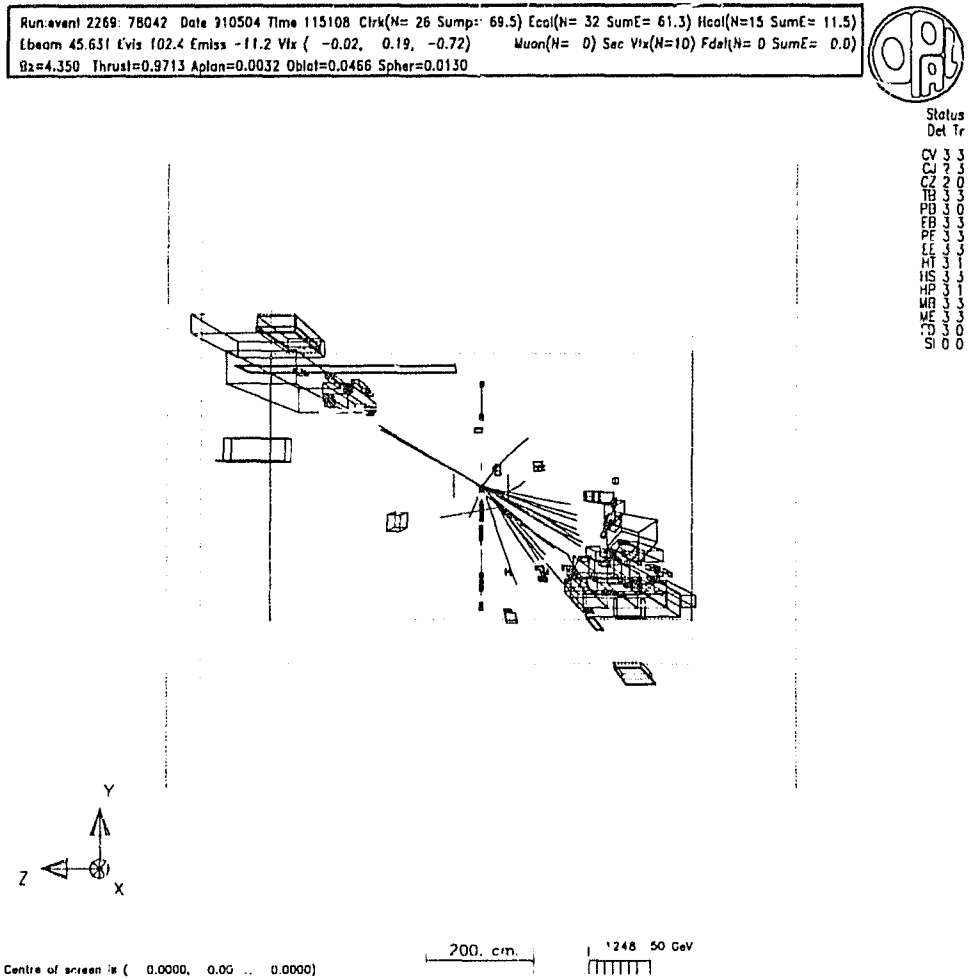 Run:event 2269: 78042 Date 910504 Time 115108 Ctrk(N= 26 Sump= 69.5) Ecal(N= 32 SumE= 61.3) Hcal(N=15 SumE= 11.5)
Ebeam 45.631 Evis 102.4 Emiss -11.2 Vtx ( -0.02, 0.19, -0.72) Muon(N= 0) Sec Vtx(N=10) Fdet(N= 0 SumE= 0.0)
Bz=4.350 Thrust=0.9713 Aplan=0.0032 Oblat=0.0466 Spher=0.0130
OPAL
Status
Det Tr
CV 3 3
CJ ? 3
CZ 2 0
TB 3 3
PB 3 0
EB 3 3
PE 3 3
EE 3 3
HT 3 1
HS 3 3
HP 3 1
MB 3 3
ME 3 3
FD 3 0
SI 0 0
Y
Z
X
200. cm.
50 GeV
Centre of screen is ( 0.0000, 0.0000)